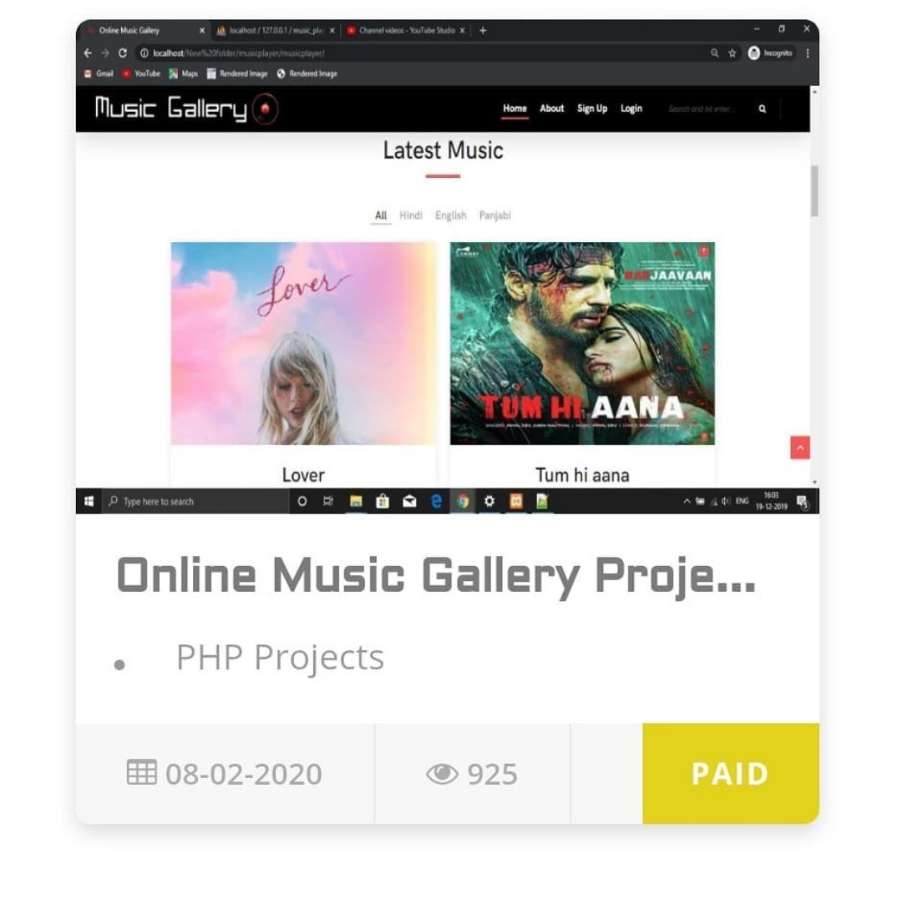 Online Music Gallery
localhost / 127.0.0.1 / music_pl
Channel videos - YouTube Studio
localhost/New%20folder/musicplayer/musicplayer/
Incognito
Gmail YouTube Maps Rendered Image Rendered Image
Music Gallery
Home About Sign Up Login Search and hit enter...
Latest Music
All Hindi English Panjabi
Lover
MARJAAVAAN
TUM HI AANA
Lover
Tum hi aana
Type here to search
ENG
16:03
19-12-2019
Online Music Gallery Proje...
PHP Projects
08-02-2020
925
PAID